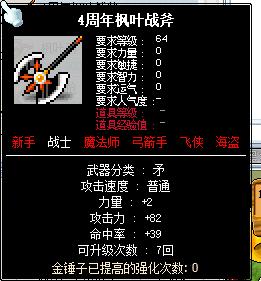 4周年枫叶战斧
要求等级: 64
要求力量: 0
要求敏捷: 0
要求智力: 0
要求运气: 0
要求人气度: -
道具等级: -
道具经验值: -
新手 战士 魔法师 弓箭手 飞侠 海盗
武器分类: 矛
攻击速度: 普通
力量: +2
攻击力: +82
命中率: +39
可升级次数: 7回
金锤子已提高的强化次数: 0